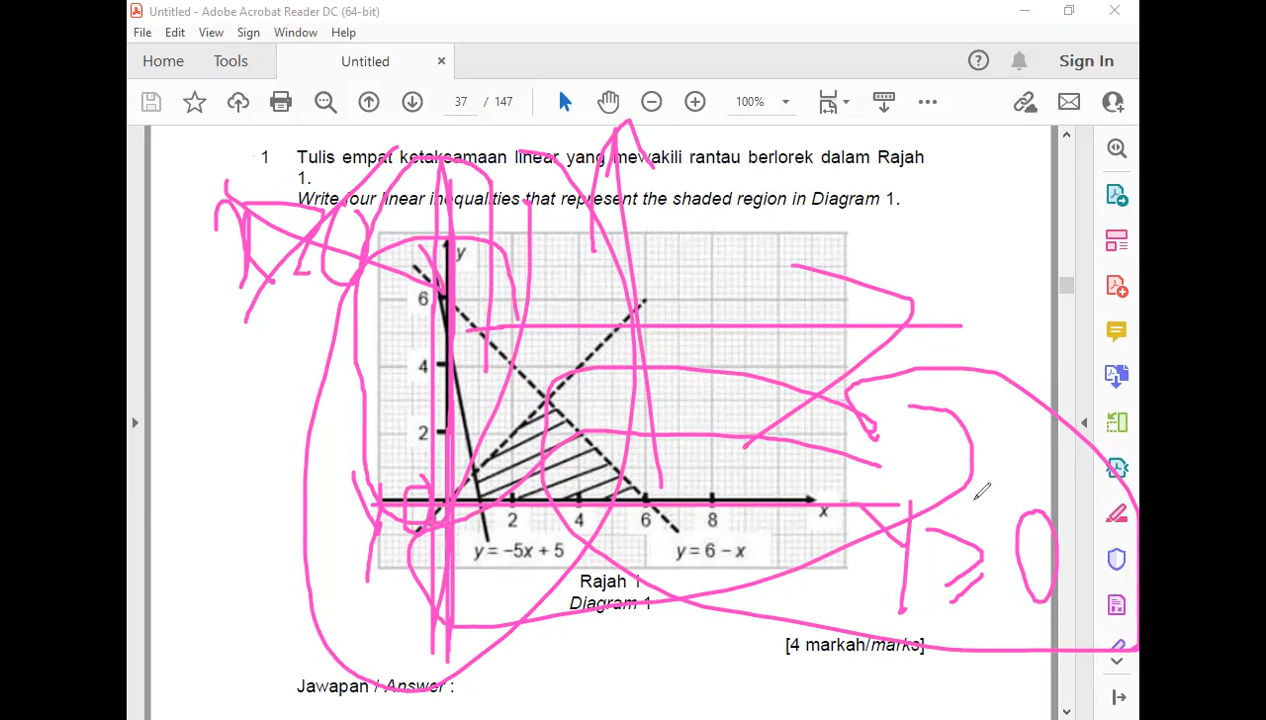 Untitled - Adobe Acrobat Reader DC (64-bit)
File Edit View Sign Window Help
Home Tools Untitled × ? Sign In
37 / 147 100%
1 Tulis empat ketaksamaan linear yang mewakili rantau berlorek dalam Rajah
1.
Write four linear inequalities that represent the shaded region in Diagram 1.
y
6
4
2
2 4 6 8 x
y = –5x + 5 y = 6 – x
Rajah 1
Diagram 1
≥ 0
[4 markah/marks]
Jawapan / Answer :